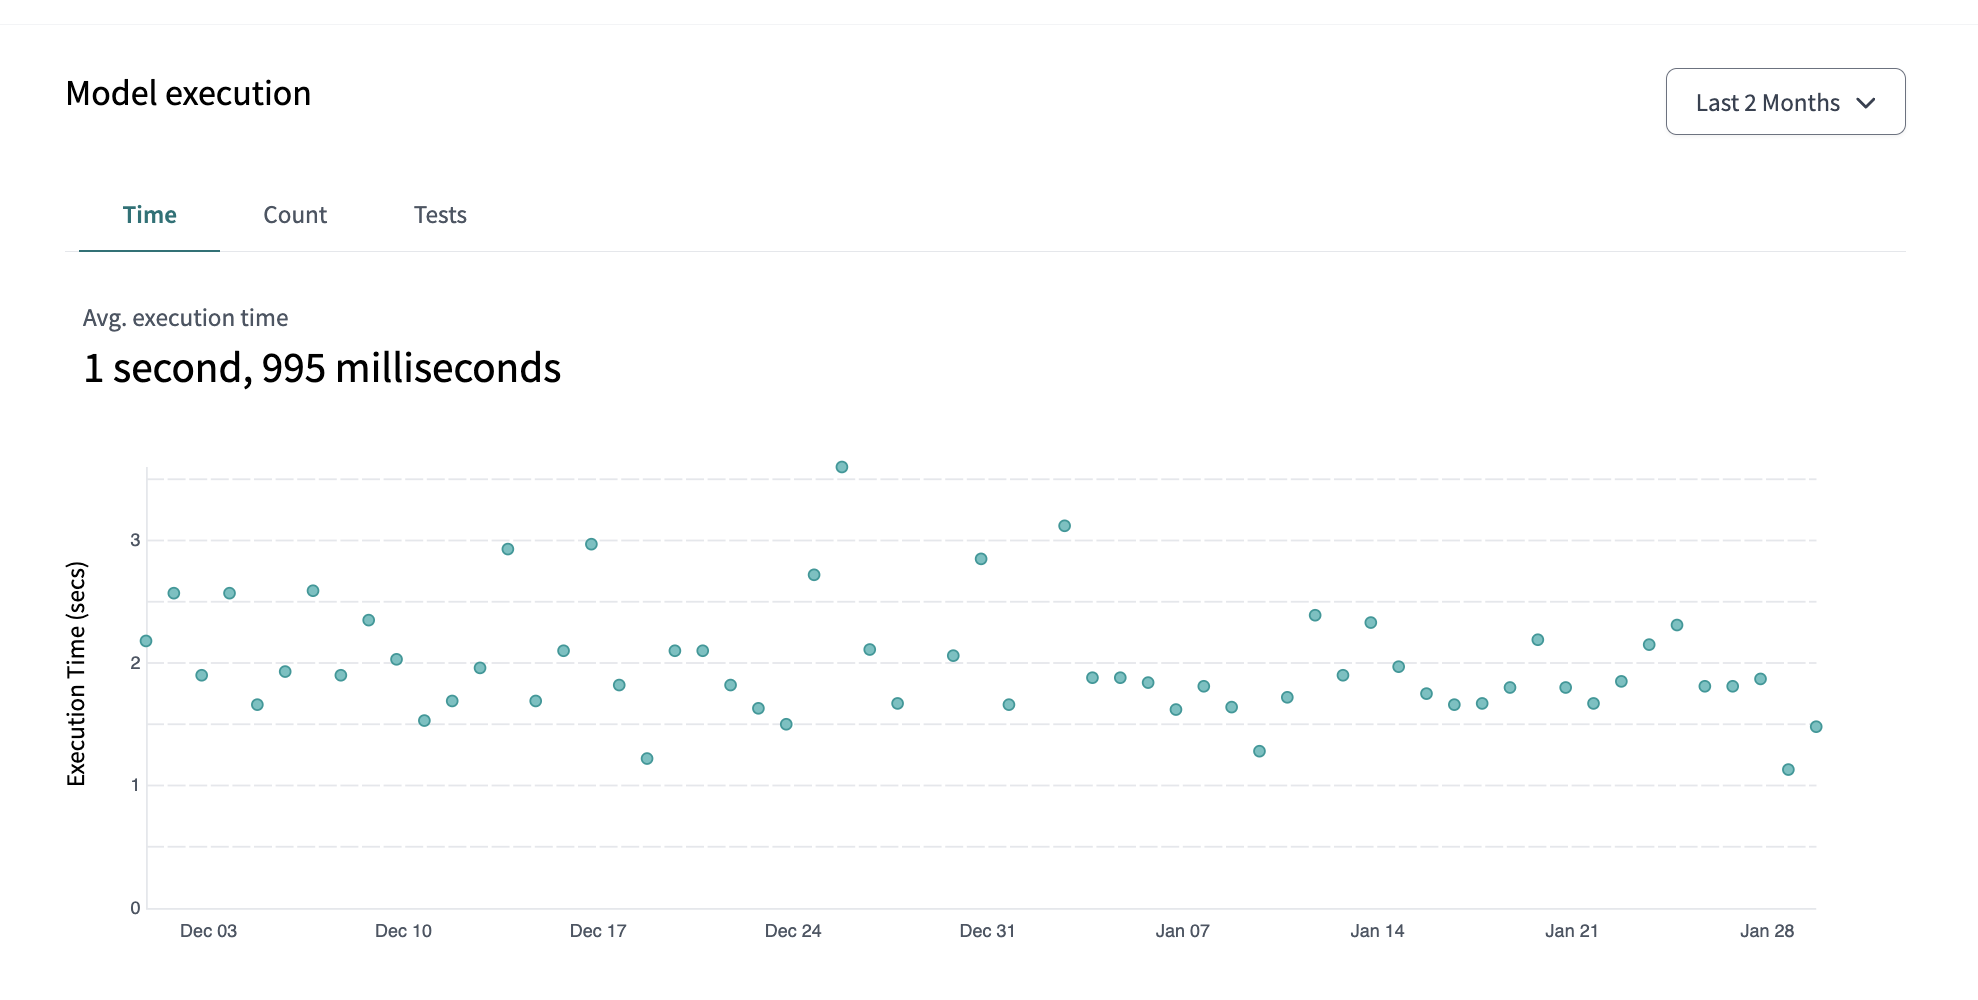 Model execution
Last 2 Months
Time
Count
Tests
Avg. execution time
1 second, 995 milliseconds
Execution Time (secs)
3
2
1
0
Dec 03
Dec 10
Dec 17
Dec 24
Dec 31
Jan 07
Jan 14
Jan 21
Jan 28